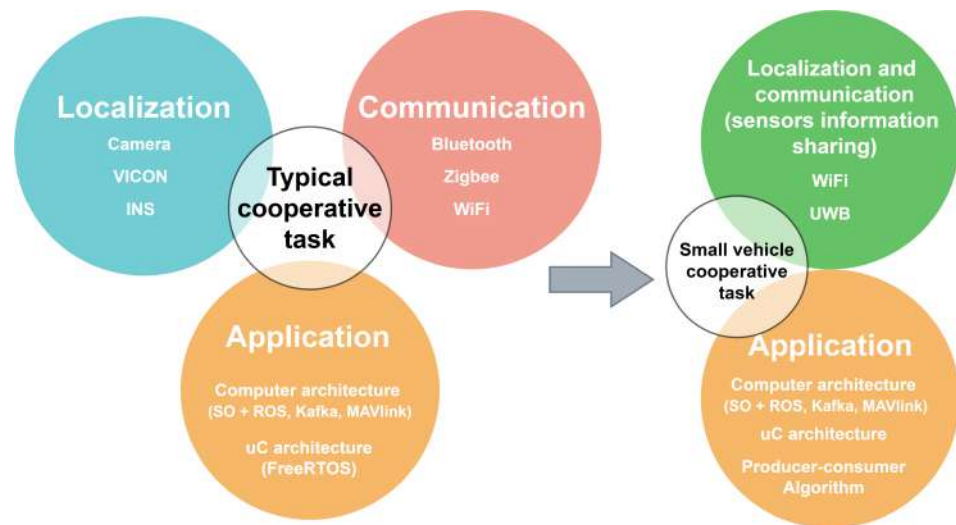 Localization
Camera
VICON
INS
Communication
Bluetooth
Zigbee
WiFi
Typical
cooperative
task
Application
Computer architecture
(SO + ROS, Kafka, MAVlink)
uC architecture
(FreeRTOS)
Localization and
communication
(sensors information
sharing)
WiFi
UWB
Small vehicle
cooperative
task
Application
Computer architecture
(SO + ROS, Kafka, MAVlink)
uC architecture
Producer-consumer
Algorithm